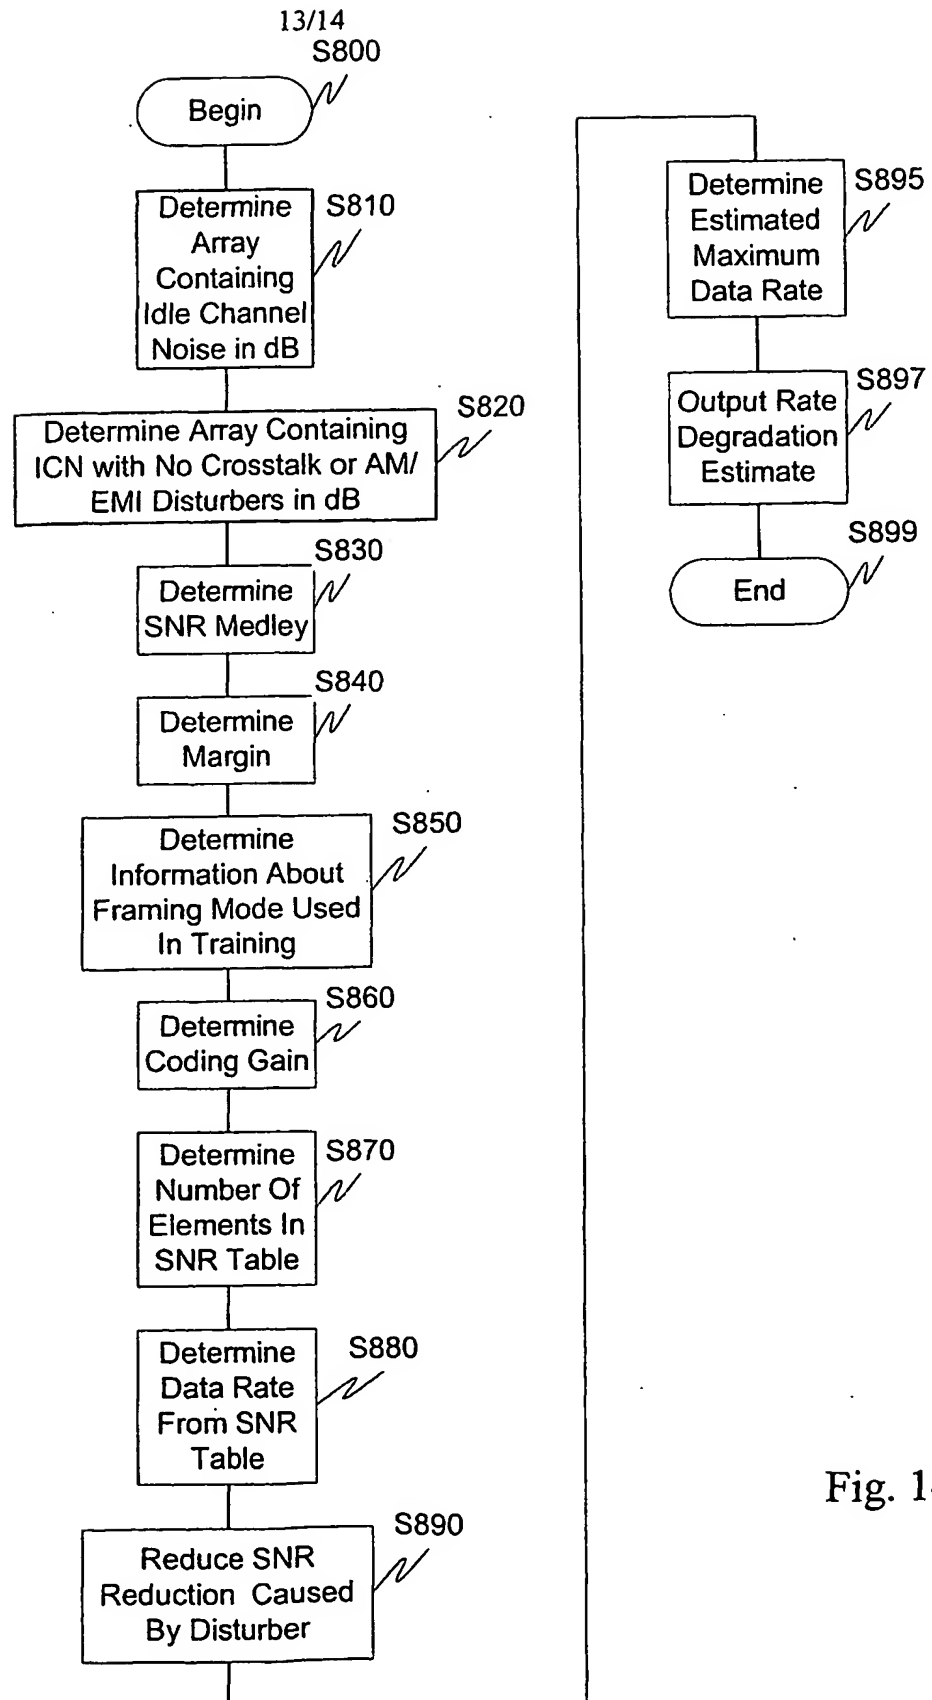 13/14
S800
Begin
S810
Determine
Array
Containing
Idle Channel
Noise in dB
S820
Determine Array Containing
ICN with No Crosstalk or AM/
EMI Disturbers in dB
S830
Determine
SNR Medley
S840
Determine
Margin
S850
Determine
Information About
Framing Mode Used
In Training
S860
Determine
Coding Gain
S870
Determine
Number Of
Elements In
SNR Table
S880
Determine
Data Rate
From SNR
Table
S890
Reduce SNR
Reduction Caused
By Disturber
S895
Determine
Estimated
Maximum
Data Rate
S897
Output Rate
Degradation
Estimate
S899
End
Fig.